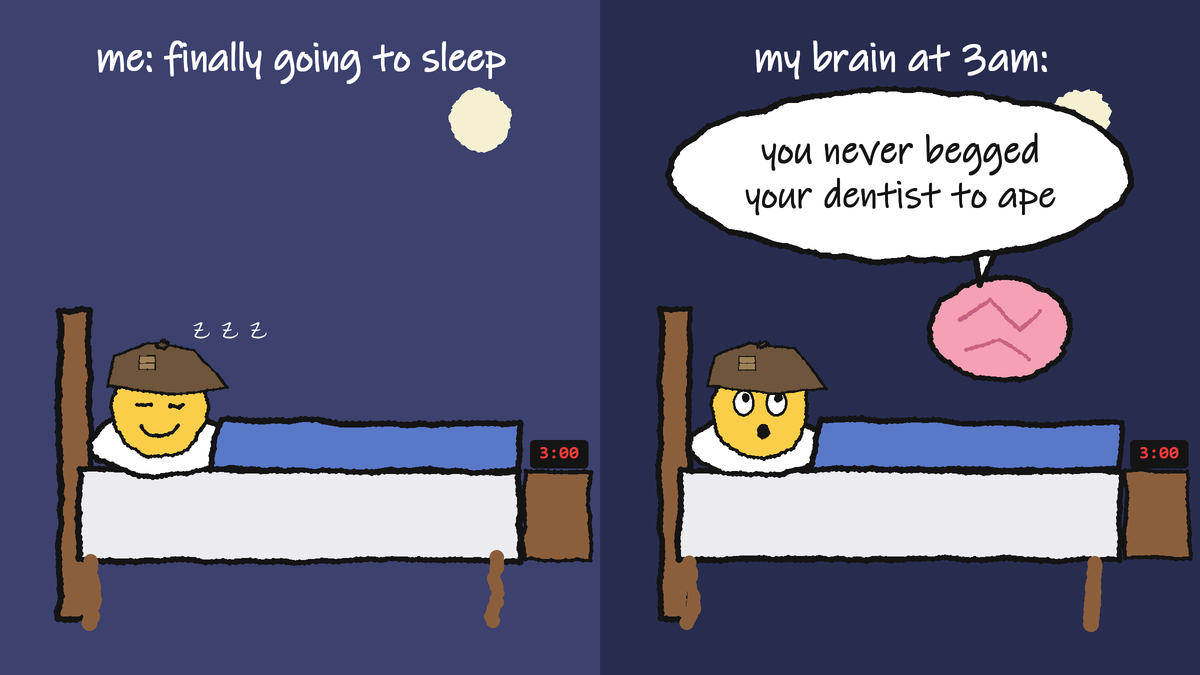 me: finally going to sleep
z z z
3:00
my brain at 3am:
you never begged
your dentist to ape
3:00